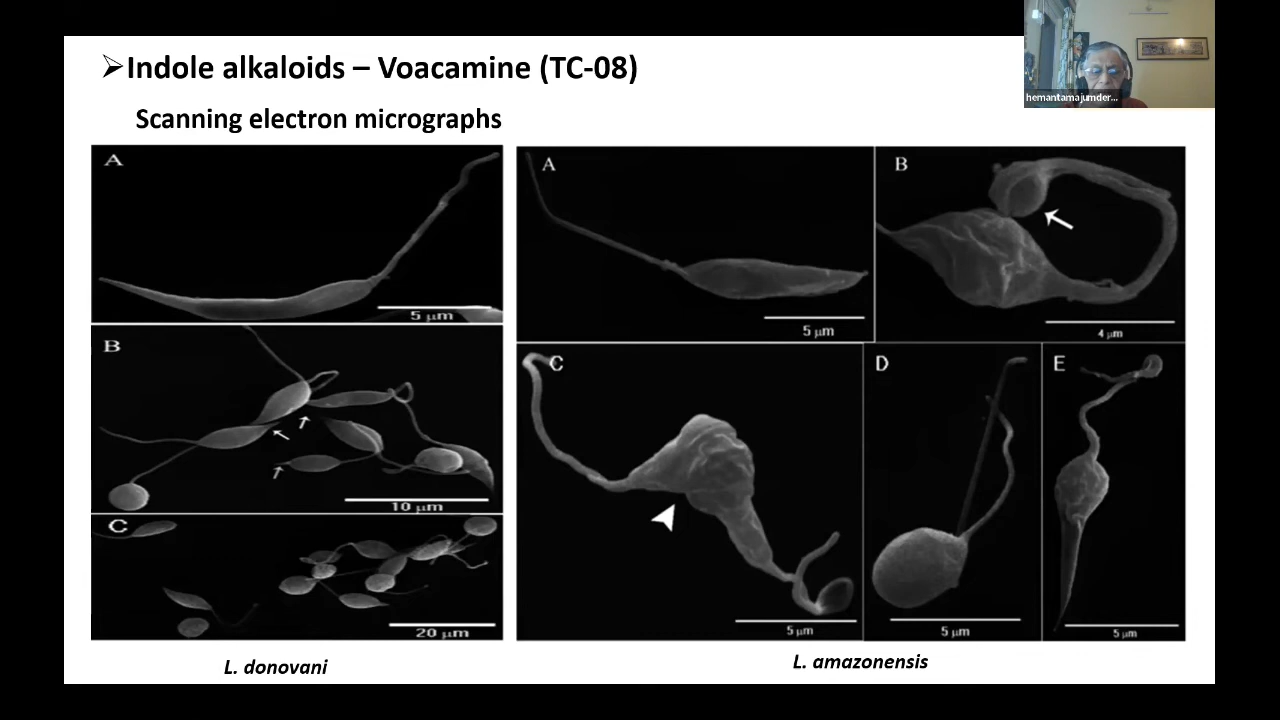 ➢Indole alkaloids – Voacamine (TC-08)
hemantamajumder...
Scanning electron micrographs
A
5 µm
B
10 µm
C
20 µm
L. donovani
A
5 µm
B
4 µm
C
5 µm
D
5 µm
E
5 µm
L. amazonensis